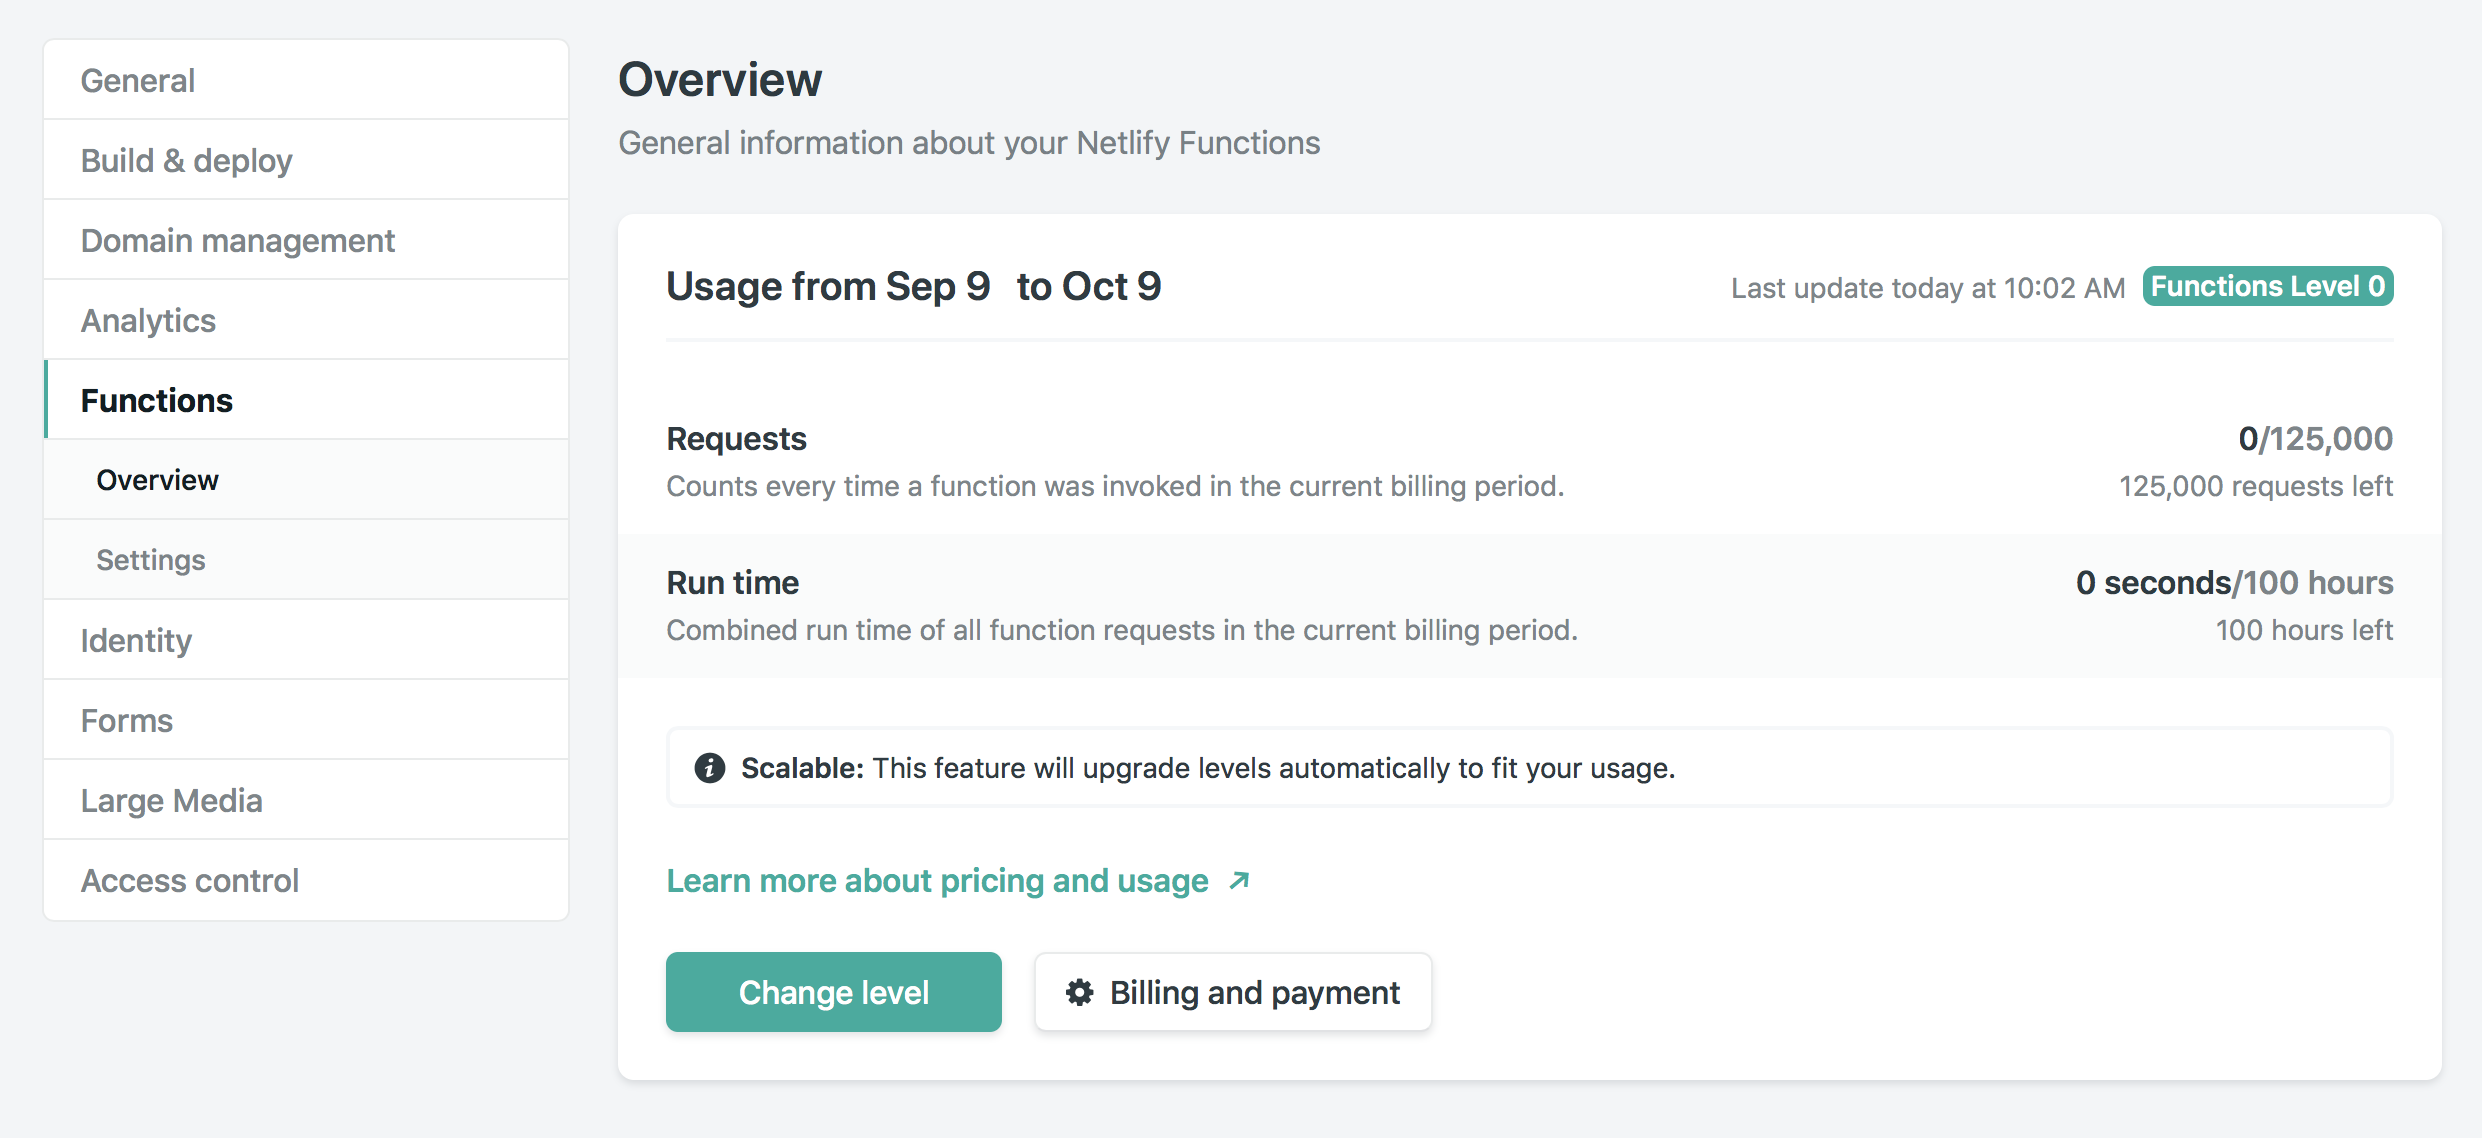 General
Build & deploy
Domain management
Analytics
Functions
Overview
Settings
Identity
Forms
Large Media
Access control
Overview
General information about your Netlify Functions
Usage from Sep 9 to Oct 9
Last update today at 10:02 AM Functions Level 0
Requests
0/125,000
Counts every time a function was invoked in the current billing period.
125,000 requests left
Run time
0 seconds/100 hours
Combined run time of all function requests in the current billing period.
100 hours left
Scalable: This feature will upgrade levels automatically to fit your usage.
Learn more about pricing and usage
Change level
Billing and payment